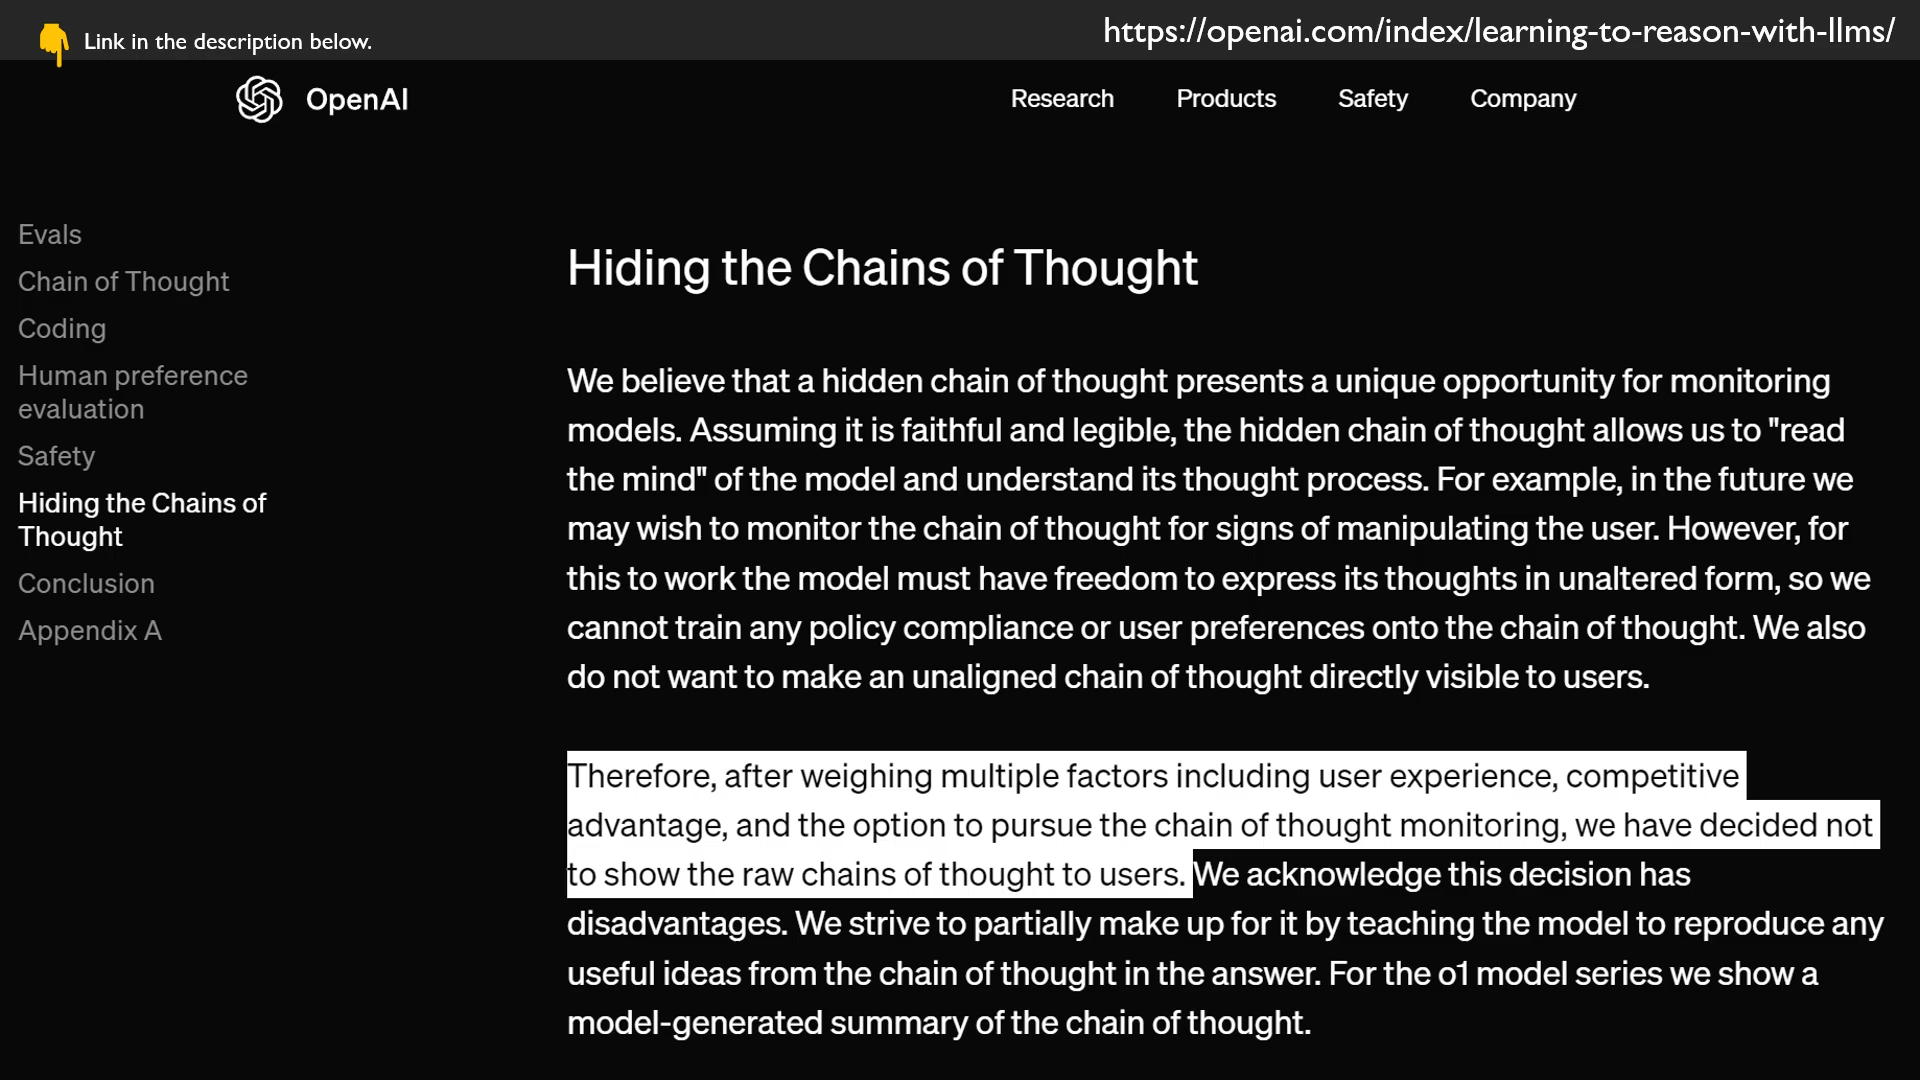 Link in the description below.
https://openai.com/index/learning-to-reason-with-llms/
OpenAI
Research
Products
Safety
Company
Evals
Chain of Thought
Coding
Human preference
evaluation
Safety
Hiding the Chains of
Thought
Conclusion
Appendix A
Hiding the Chains of Thought
We believe that a hidden chain of thought presents a unique opportunity for monitoring
models. Assuming it is faithful and legible, the hidden chain of thought allows us to "read
the mind" of the model and understand its thought process. For example, in the future we
may wish to monitor the chain of thought for signs of manipulating the user. However, for
this to work the model must have freedom to express its thoughts in unaltered form, so we
cannot train any policy compliance or user preferences onto the chain of thought. We also
do not want to make an unaligned chain of thought directly visible to users.
Therefore, after weighing multiple factors including user experience, competitive
advantage, and the option to pursue the chain of thought monitoring, we have decided not
to show the raw chains of thought to users. We acknowledge this decision has
disadvantages. We strive to partially make up for it by teaching the model to reproduce any
useful ideas from the chain of thought in the answer. For the o1 model series we show a
model-generated summary of the chain of thought.